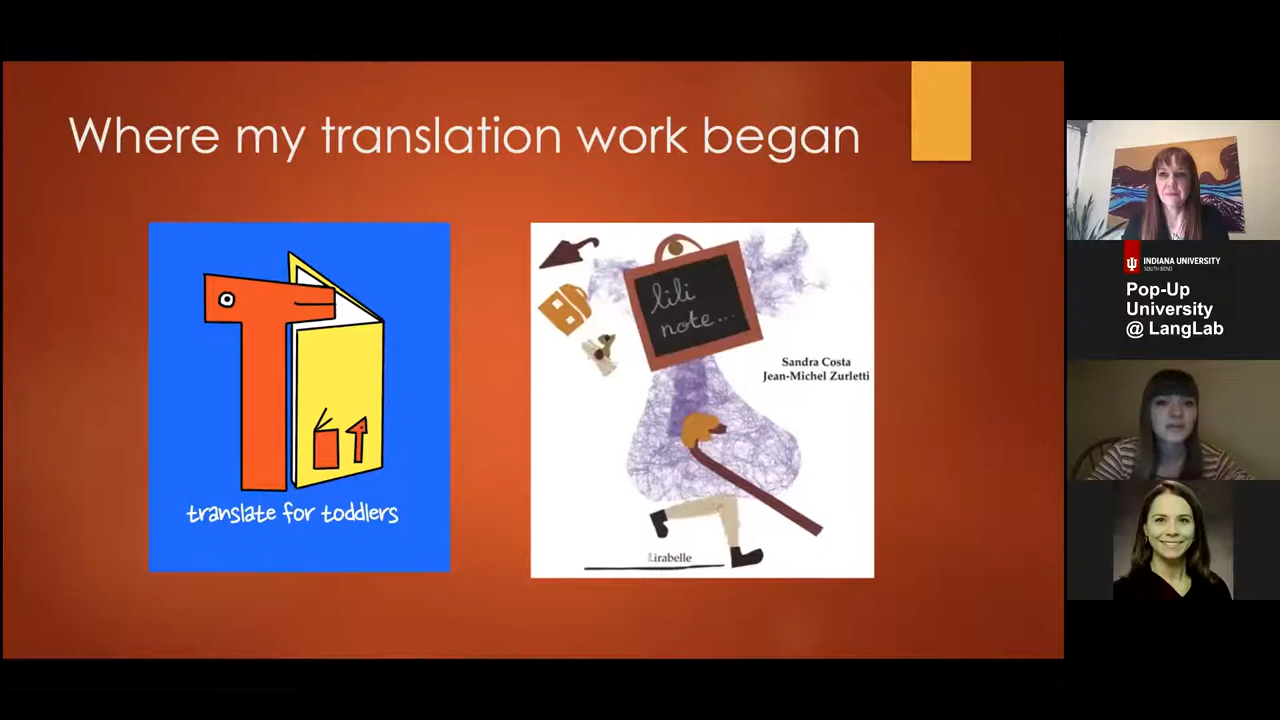 Where my translation work began
translate for toddlers
lili
note...
Sandra Costa
Jean-Michel Zurletti
Lirabelle
INDIANA UNIVERSITY
SOUTH BEND
Pop-Up
University
@ LangLab